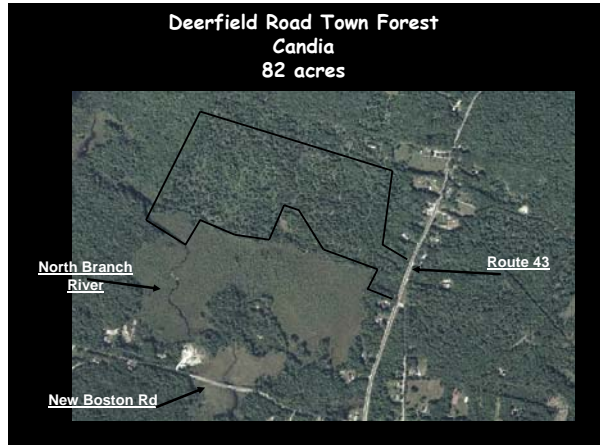 Deerfield Road Town Forest
Candia
82 acres
North Branch
River
Route 43
New Boston Rd